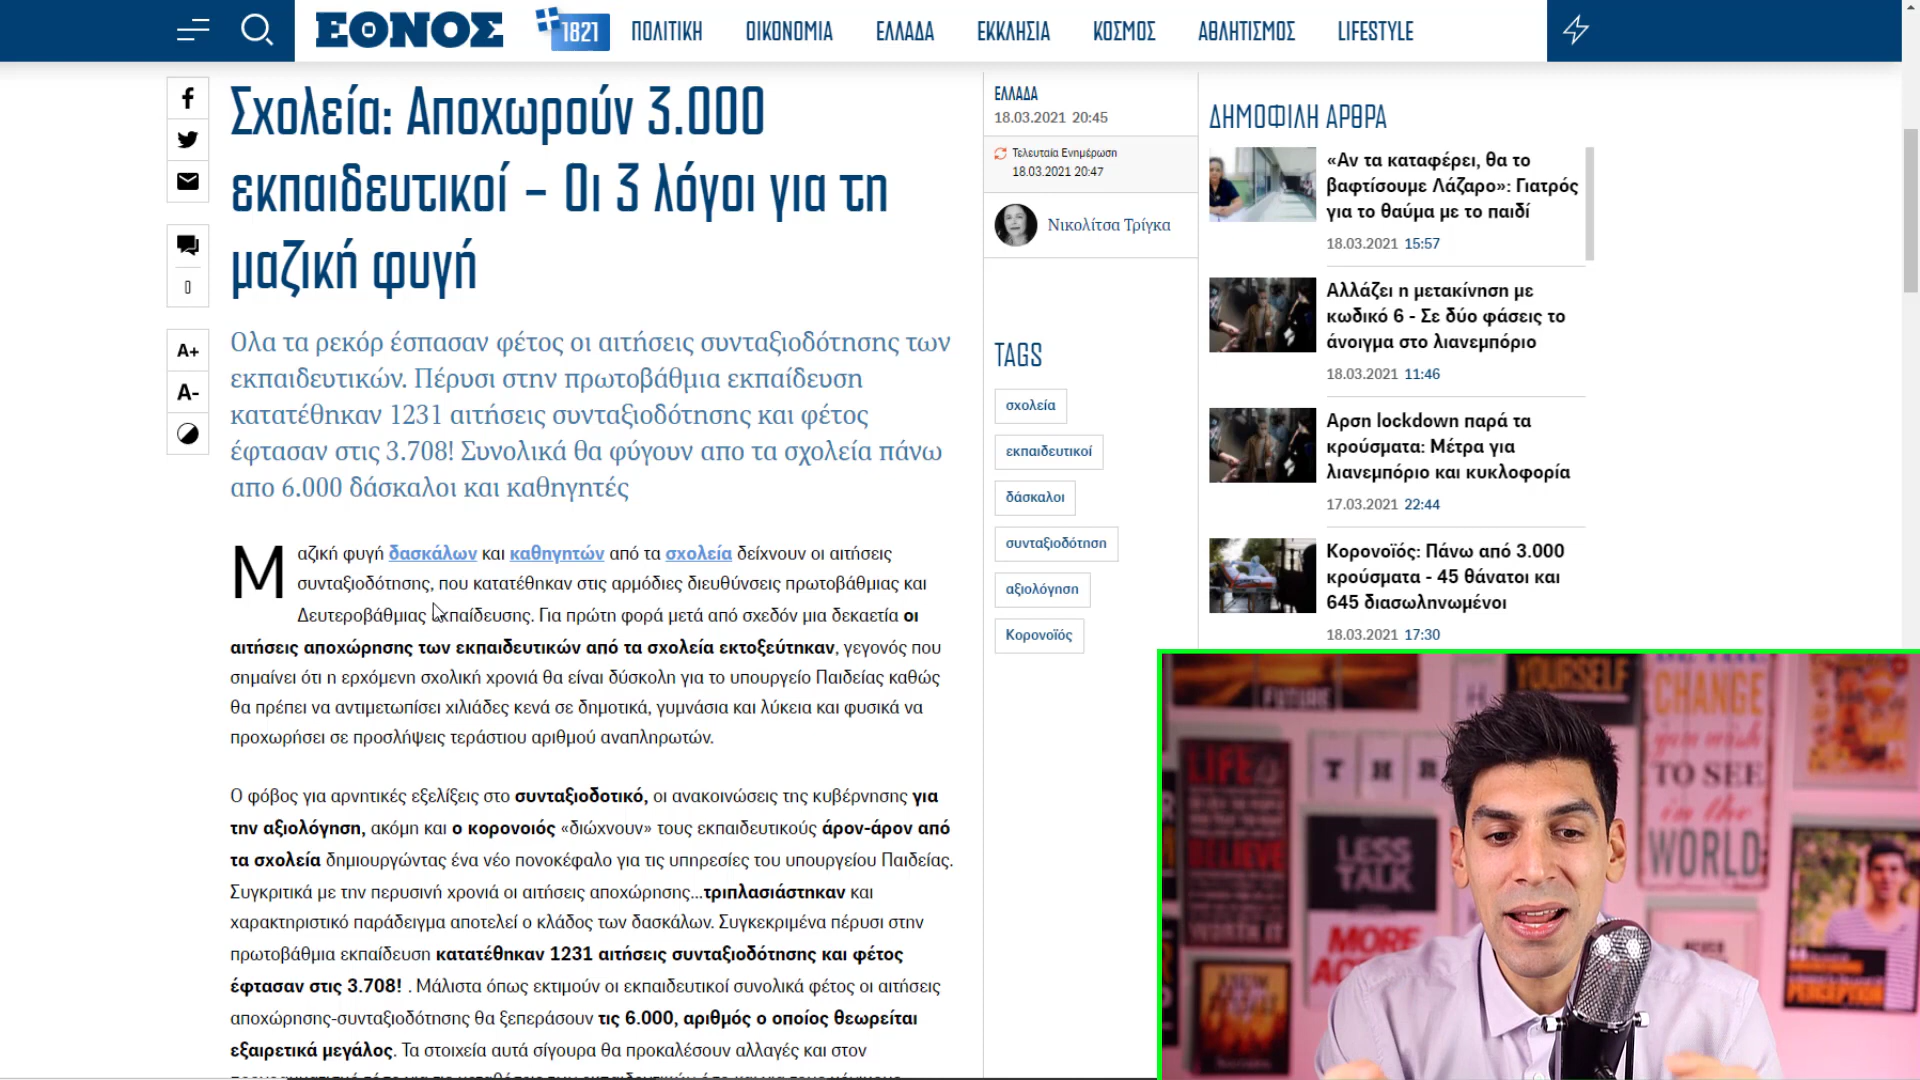 ΕΘΝΟΣ
1821
ΠΟΛΙΤΙΚΗ
ΟΙΚΟΝΟΜΙΑ
ΕΛΛΑΔΑ
ΕΚΚΛΗΣΙΑ
ΚΟΣΜΟΣ
ΑΘΛΗΤΙΣΜΟΣ
LIFESTYLE
Σχολεία: Αποχωρούν 3.000
εκπαιδευτικοί – Οι 3 λόγοι για τη
μαζική φυγή
0
A+
A-
Ολα τα ρεκόρ έσπασαν φέτος οι αιτήσεις συνταξιοδότησης των
εκπαιδευτικών. Πέρυσι στην πρωτοβάθμια εκπαίδευση
κατατέθηκαν 1231 αιτήσεις συνταξιοδότησης και φέτος
έφτασαν στις 3.708! Συνολικά θα φύγουν απο τα σχολεία πάνω
απο 6.000 δάσκαλοι και καθηγητές
Μαζική φυγή δασκάλων και καθηγητών από τα σχολεία δείχνουν οι αιτήσεις
συνταξιοδότησης, που κατατέθηκαν στις αρμόδιες διευθύνσεις πρωτοβάθμιας και
Δευτεροβάθμιας Εκπαίδευσης. Για πρώτη φορά μετά από σχεδόν μια δεκαετία οι
αιτήσεις αποχώρησης των εκπαιδευτικών από τα σχολεία εκτοξεύτηκαν, γεγονός που
σημαίνει ότι η ερχόμενη σχολική χρονιά θα είναι δύσκολη για το υπουργείο Παιδείας καθώς
θα πρέπει να αντιμετωπίσει χιλιάδες κενά σε δημοτικά, γυμνάσια και λύκεια και φυσικά να
προχωρήσει σε προσλήψεις τεράστιου αριθμού αναπληρωτών.
Ο φόβος για αρνητικές εξελίξεις στο συνταξιοδοτικό, οι ανακοινώσεις της κυβέρνησης για
την αξιολόγηση, ακόμη και ο κορονοιός «διώχνουν» τους εκπαιδευτικούς άρον-άρον από
τα σχολεία δημιουργώντας ένα νέο πονοκέφαλο για τις υπηρεσίες του υπουργείου Παιδείας.
Συγκριτικά με την περυσινή χρονιά οι αιτήσεις αποχώρησης...τριπλασιάστηκαν και
χαρακτηριστικό παράδειγμα αποτελεί ο κλάδος των δασκάλων. Συγκεκριμένα πέρυσι στην
πρωτοβάθμια εκπαίδευση κατατέθηκαν 1231 αιτήσεις συνταξιοδότησης και φέτος
έφτασαν στις 3.708! . Μάλιστα όπως εκτιμούν οι εκπαιδευτικοί συνολικά φέτος οι αιτήσεις
αποχώρησης-συνταξιοδότησης θα ξεπεράσουν τις 6.000, αριθμός ο οποίος θεωρείται
εξαιρετικά μεγάλος. Τα στοιχεία αυτά σίγουρα θα προκαλέσουν αλλαγές και στον
ΕΛΛΑΔΑ
18.03.2021 20:45
Τελευταία Ενημέρωση
18.03.2021 20:47
Νικολίτσα Τρίγκα
TAGS
σχολεία
εκπαιδευτικοί
δάσκαλοι
συνταξιοδότηση
αξιολόγηση
Κορονοϊός
ΔΗΜΟΦΙΛΗ ΑΡΘΡΑ
«Αν τα καταφέρει, θα το
βαφτίσουμε Λάζαρο»: Γιατρός
για το θαύμα με το παιδί
18.03.2021 15:57
Αλλάζει η μετακίνηση με
κωδικό 6 - Σε δύο φάσεις το
άνοιγμα στο λιανεμπόριο
18.03.2021 11:46
Αρση lockdown παρά τα
κρούσματα: Μέτρα για
λιανεμπόριο και κυκλοφορία
17.03.2021 22:44
Κορονοϊός: Πάνω από 3.000
κρούσματα - 45 θάνατοι και
645 διασωληνωμένοι
18.03.2021 17:30
FUTURE
YOURSELF
CHANGE
you wish
TO SEE
in the
WORLD
LIFE
BELIEVE
WORTH IT
T H R
LESS
TALK
MORE
PERCEPTION